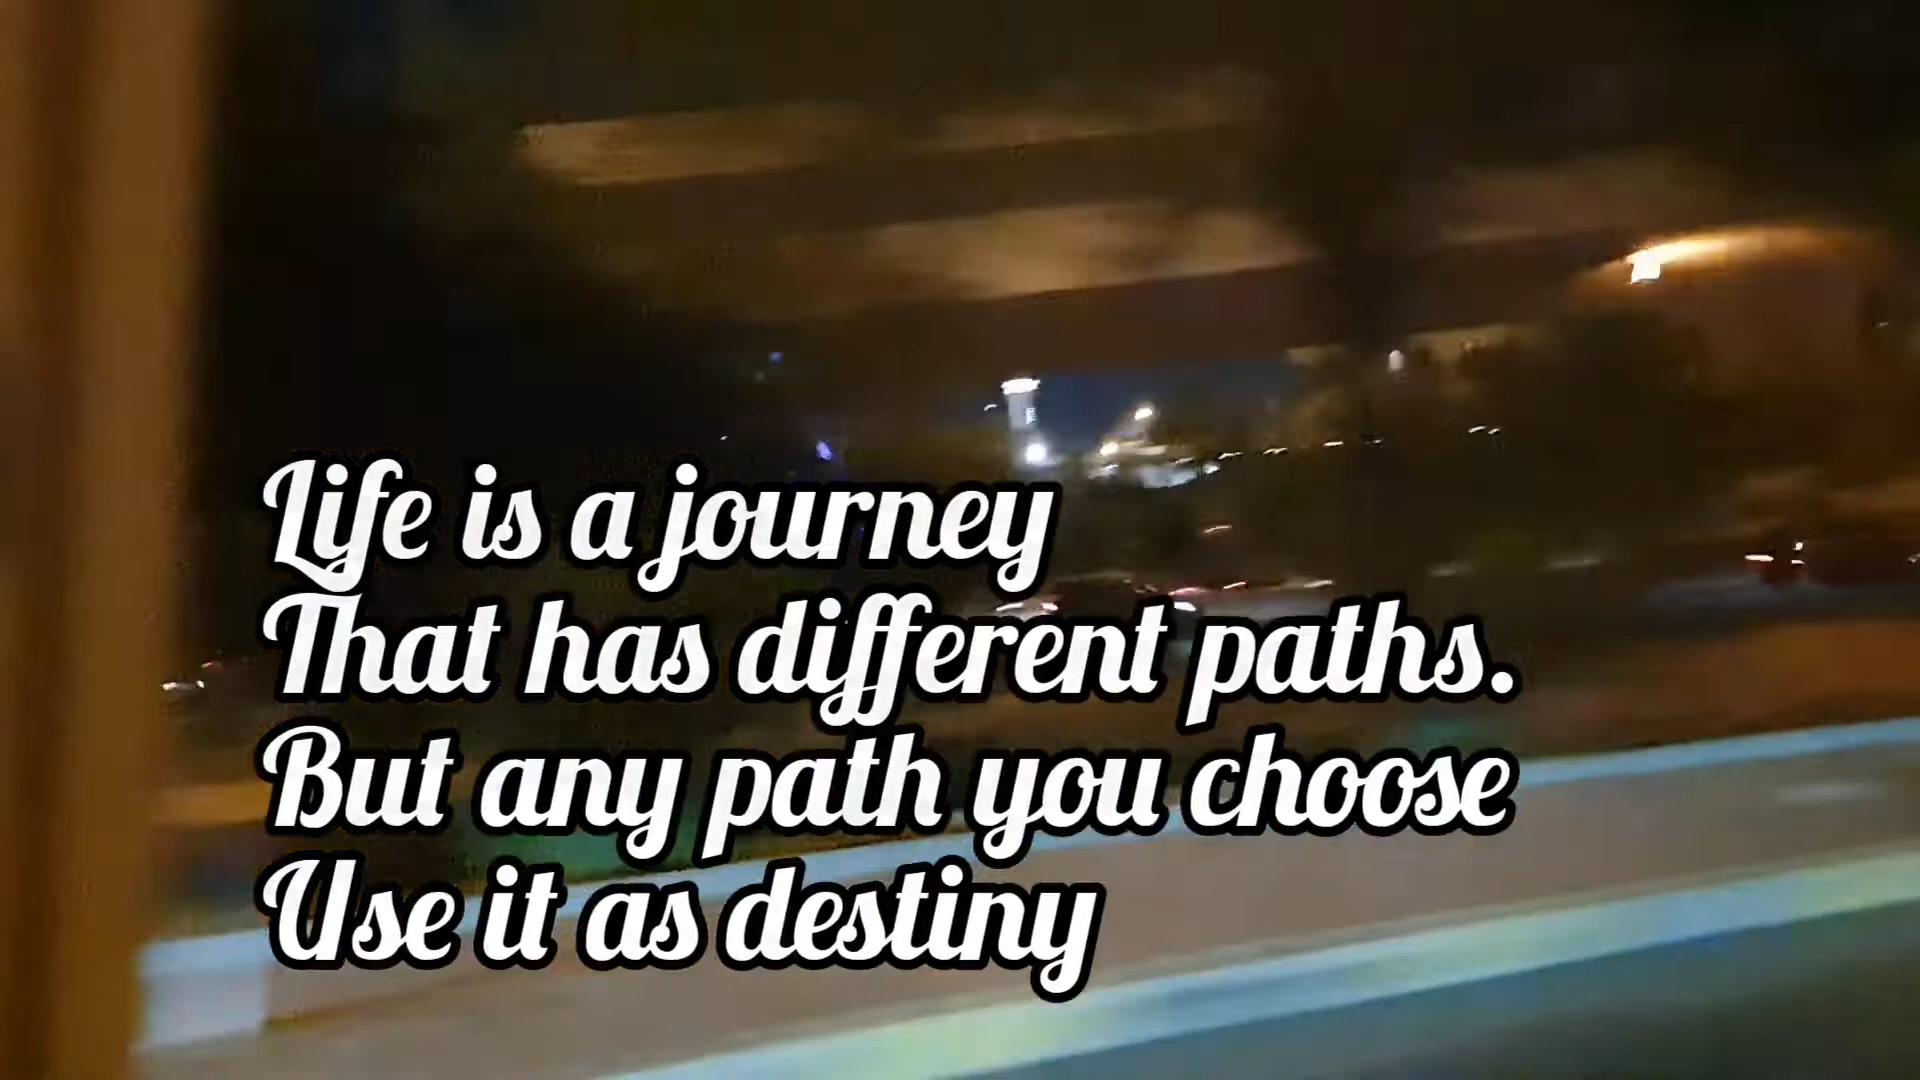 Life is a journey
That has different paths.
But any path you choose
Use it as destiny